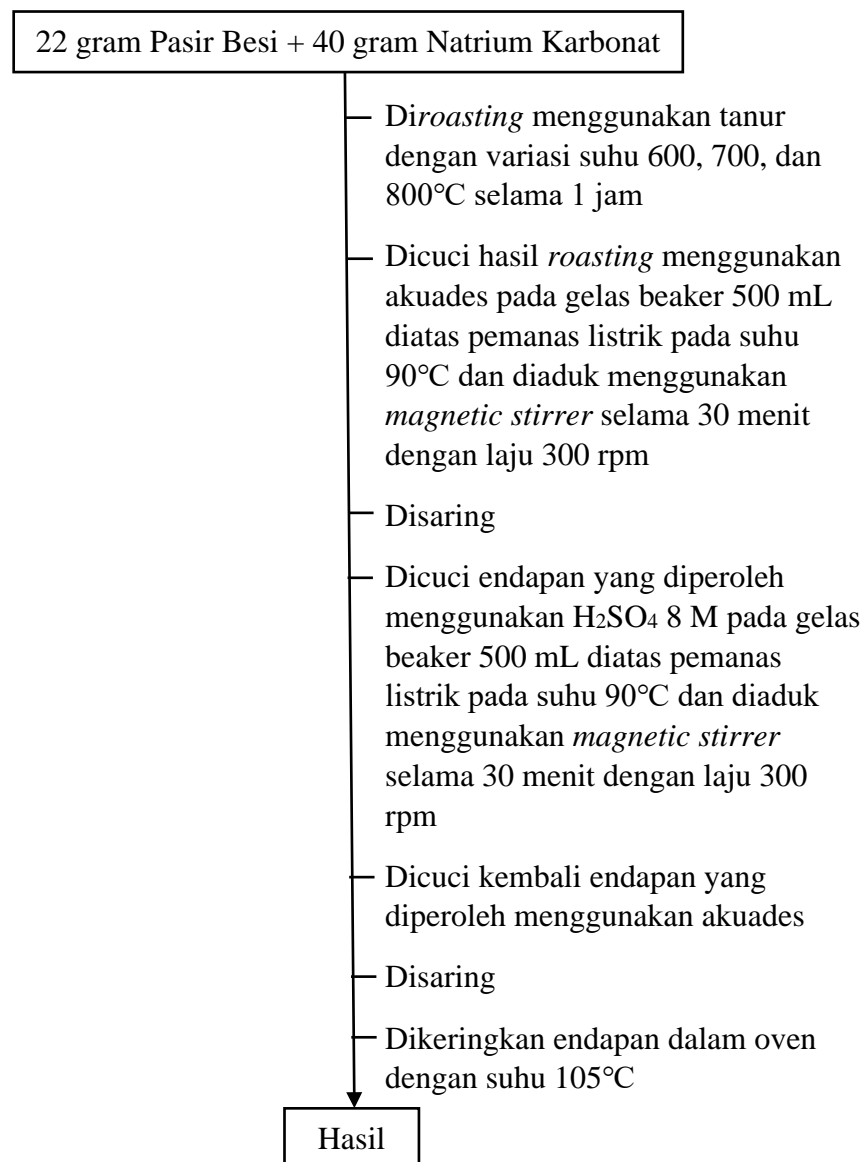 22 gram Pasir Besi + 40 gram Natrium Karbonat
Diroasting menggunakan tanur
dengan variasi suhu 600, 700, dan
800°C selama 1 jam
Dicuci hasil roasting menggunakan
akuades pada gelas beaker 500 mL
diatas pemanas listrik pada suhu
90°C dan diaduk menggunakan
magnetic stirrer selama 30 menit
dengan laju 300 rpm
Disaring
Dicuci endapan yang diperoleh
menggunakan H₂SO₄ 8 M pada gelas
beaker 500 mL diatas pemanas
listrik pada suhu 90°C dan diaduk
menggunakan magnetic stirrer
selama 30 menit dengan laju 300
rpm
Dicuci kembali endapan yang
diperoleh menggunakan akuades
Disaring
Dikeringkan endapan dalam oven
dengan suhu 105°C
Hasil